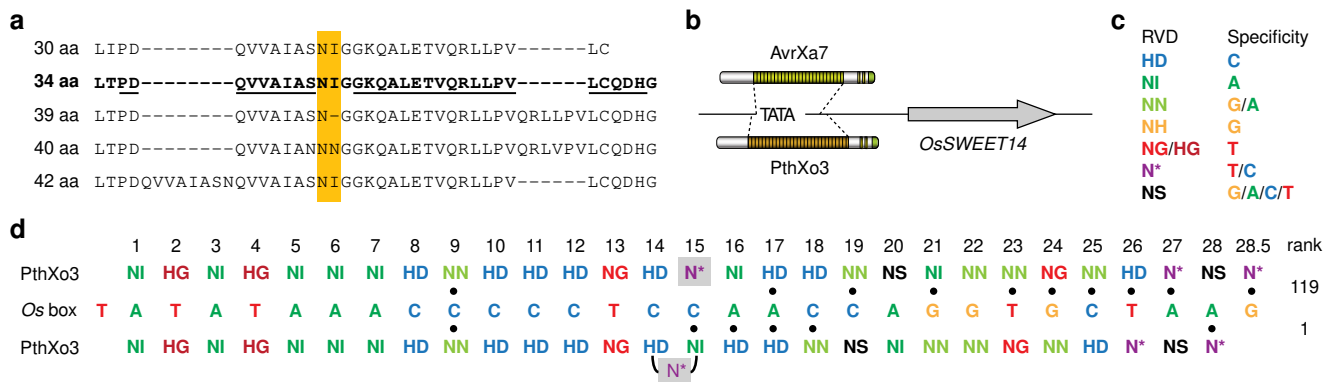 a
30 aa LIPD--------QVVAIASNIGGKQALETVQRLLPV------LC
34 aa LTPD--------QVVAIASNIGGKQALETVQRLLPV------LCQDHG
39 aa LTPD--------QVVAIASN-GGKQALETVQRLLPVQRLLPVLCQDHG
40 aa LTPD--------QVVAIASNNGGKQALETVQRLLPVQRLVPVLCQDHG
42 aa LTPDQVVAIASNQVVAIASNIGGKQALETVQRLLPV------LCQDHG
b
AvrXa7
TATA
OsSWEET14
PthXo3
c
RVD Specificity
HD C
NI A
NN G/A
NH G
NG/HG T
N* T/C
NS G/A/C/T
d
1 2 3 4 5 6 7 8 9 10 11 12 13 14 15 16 17 18 19 20 21 22 23 24 25 26 27 28 28.5 rank
PthXo3 NI HG NI HG NI NI NI HD NN HD HD HD NG HD N* NI HD HD NN NS NI NN NN NG NN HD N* NS N*
119
Os box T A T A T A A A C C C C C T C C A A C C A G G T G C T A A G
1
PthXo3 NI HG NI HG NI NI NI HD NN HD HD HD NG HD NI HD HD NN NS NI NN NN NG NN HD N* NS N*
N*